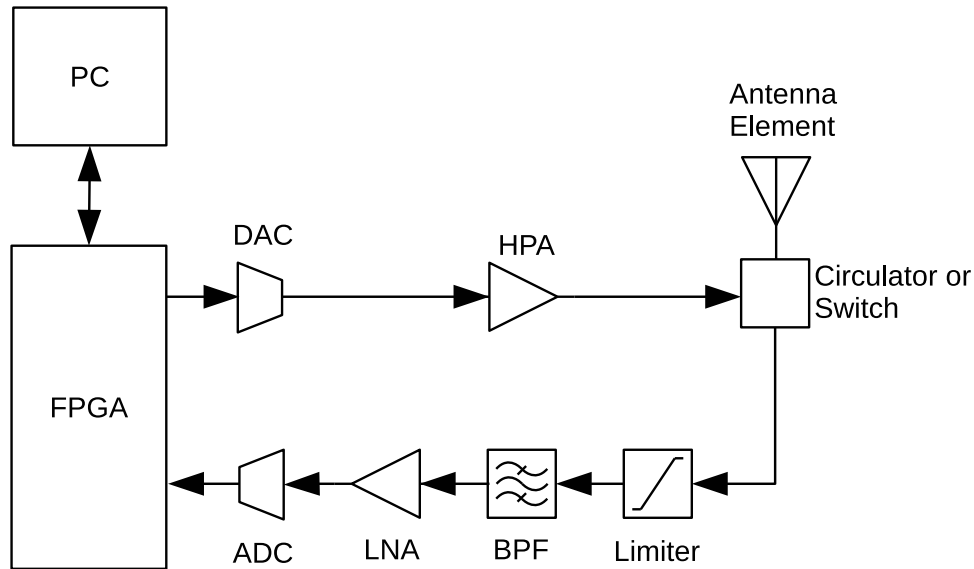 PC
Antenna
Element
DAC
HPA
Circulator or
Switch
FPGA
ADC
LNA
BPF
Limiter